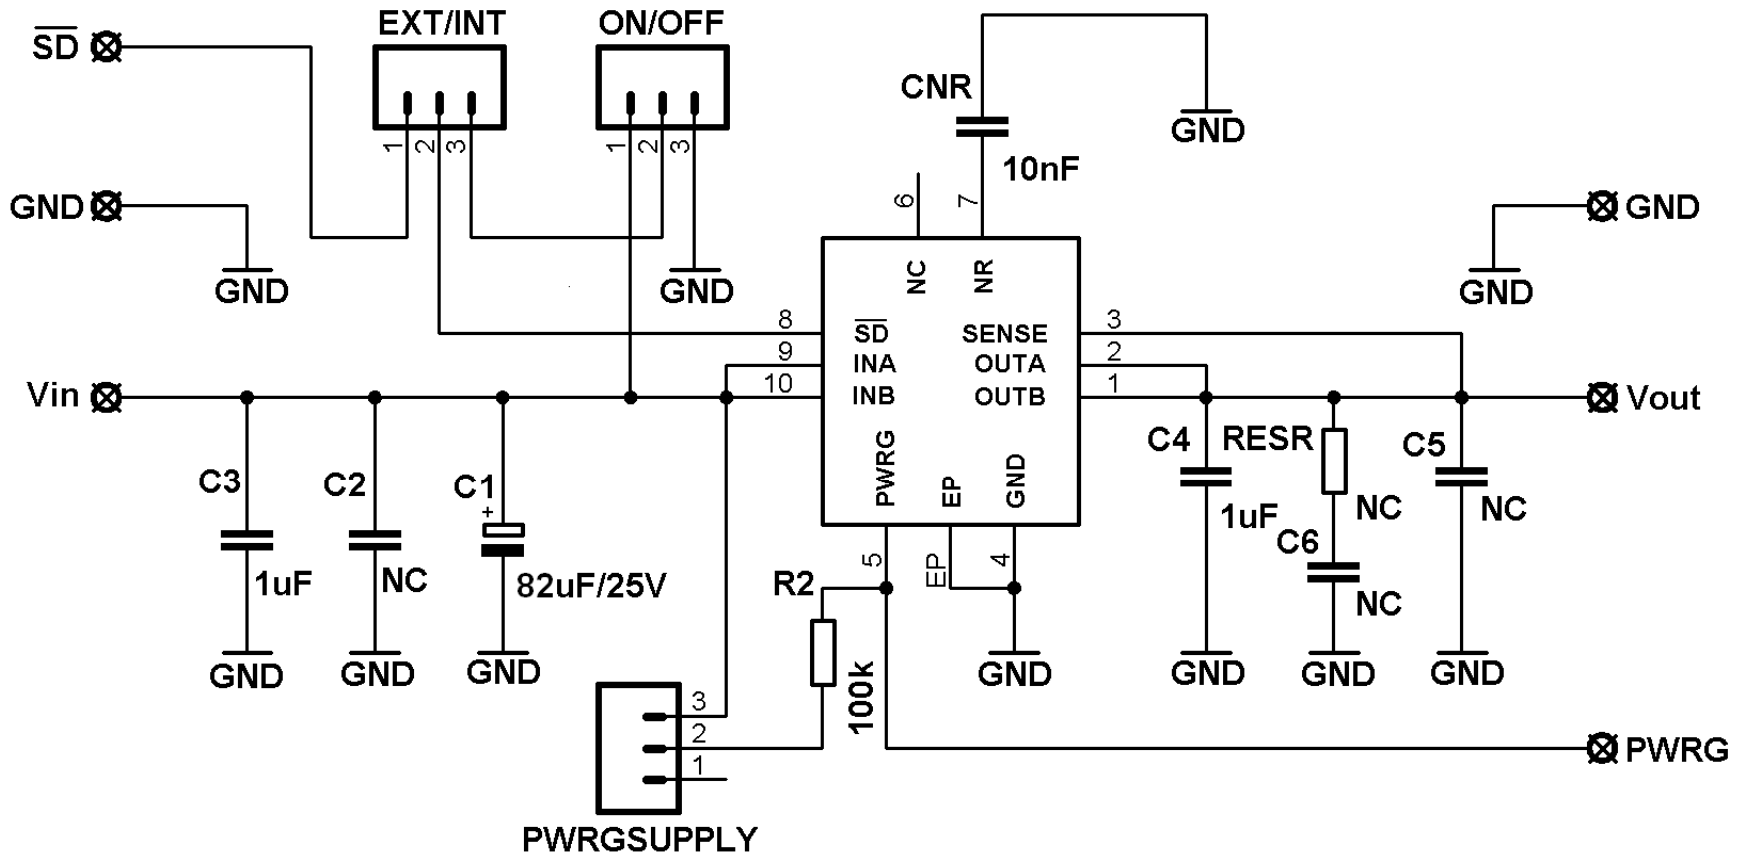 EXT/INT
ON/OFF
SD
CNR
GND
1
2
3
1
2
3
10nF
GND
6
7
GND
GND
GND
GND
NC
NR
GND
8
SD
SENSE
3
9
INA
OUTA
2
Vin
10
INB
OUTB
1
Vout
C3
C2
C1
+
PWRG
EP
GND
C4
RESR
C5
1uF
NC
82uF/25V
1uF
NC
NC
C6
NC
R2
5
EP
4
GND
GND
GND
GND
GND
GND
GND
100k
3
2
1
PWRG
PWRGSUPPLY